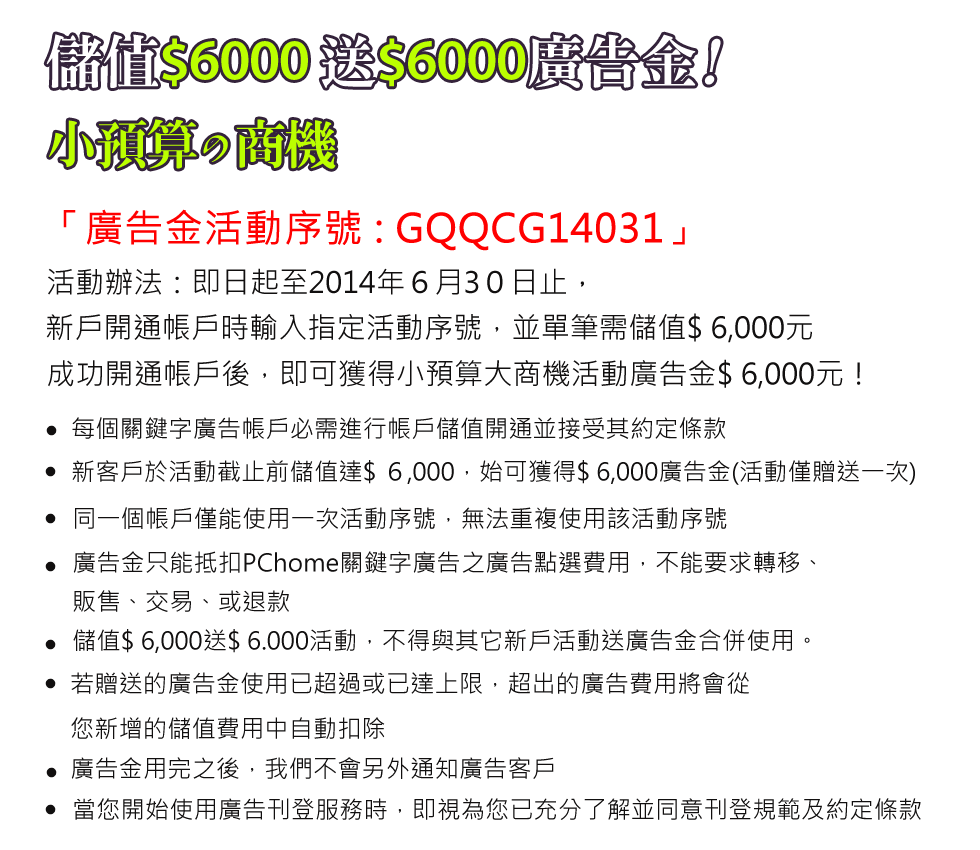 儲值$6000 送$6000廣告金!
小預算の商機
「廣告金活動序號：GQQCG14031」
活動辦法：即日起至2014年６月3０日止，
新戶開通帳戶時輸入指定活動序號，並單筆需儲值$ 6,000元
成功開通帳戶後，即可獲得小預算大商機活動廣告金$ 6,000元！
• 每個關鍵字廣告帳戶必需進行帳戶儲值開通並接受其約定條款
• 新客戶於活動截止前儲值達$ ６,000，始可獲得$ 6,000廣告金(活動僅贈送一次)
• 同一個帳戶僅能使用一次活動序號，無法重複使用該活動序號
• 廣告金只能抵扣PChome關鍵字廣告之廣告點選費用，不能要求轉移、
販售、交易、或退款
• 儲值$ 6,000送$ 6.000活動，不得與其它新戶活動送廣告金合併使用。
• 若贈送的廣告金使用已超過或已達上限，超出的廣告費用將會從
您新增的儲值費用中自動扣除
• 廣告金用完之後，我們不會另外通知廣告客戶
• 當您開始使用廣告刊登服務時，即視為您已充分了解並同意刊登規範及約定條款